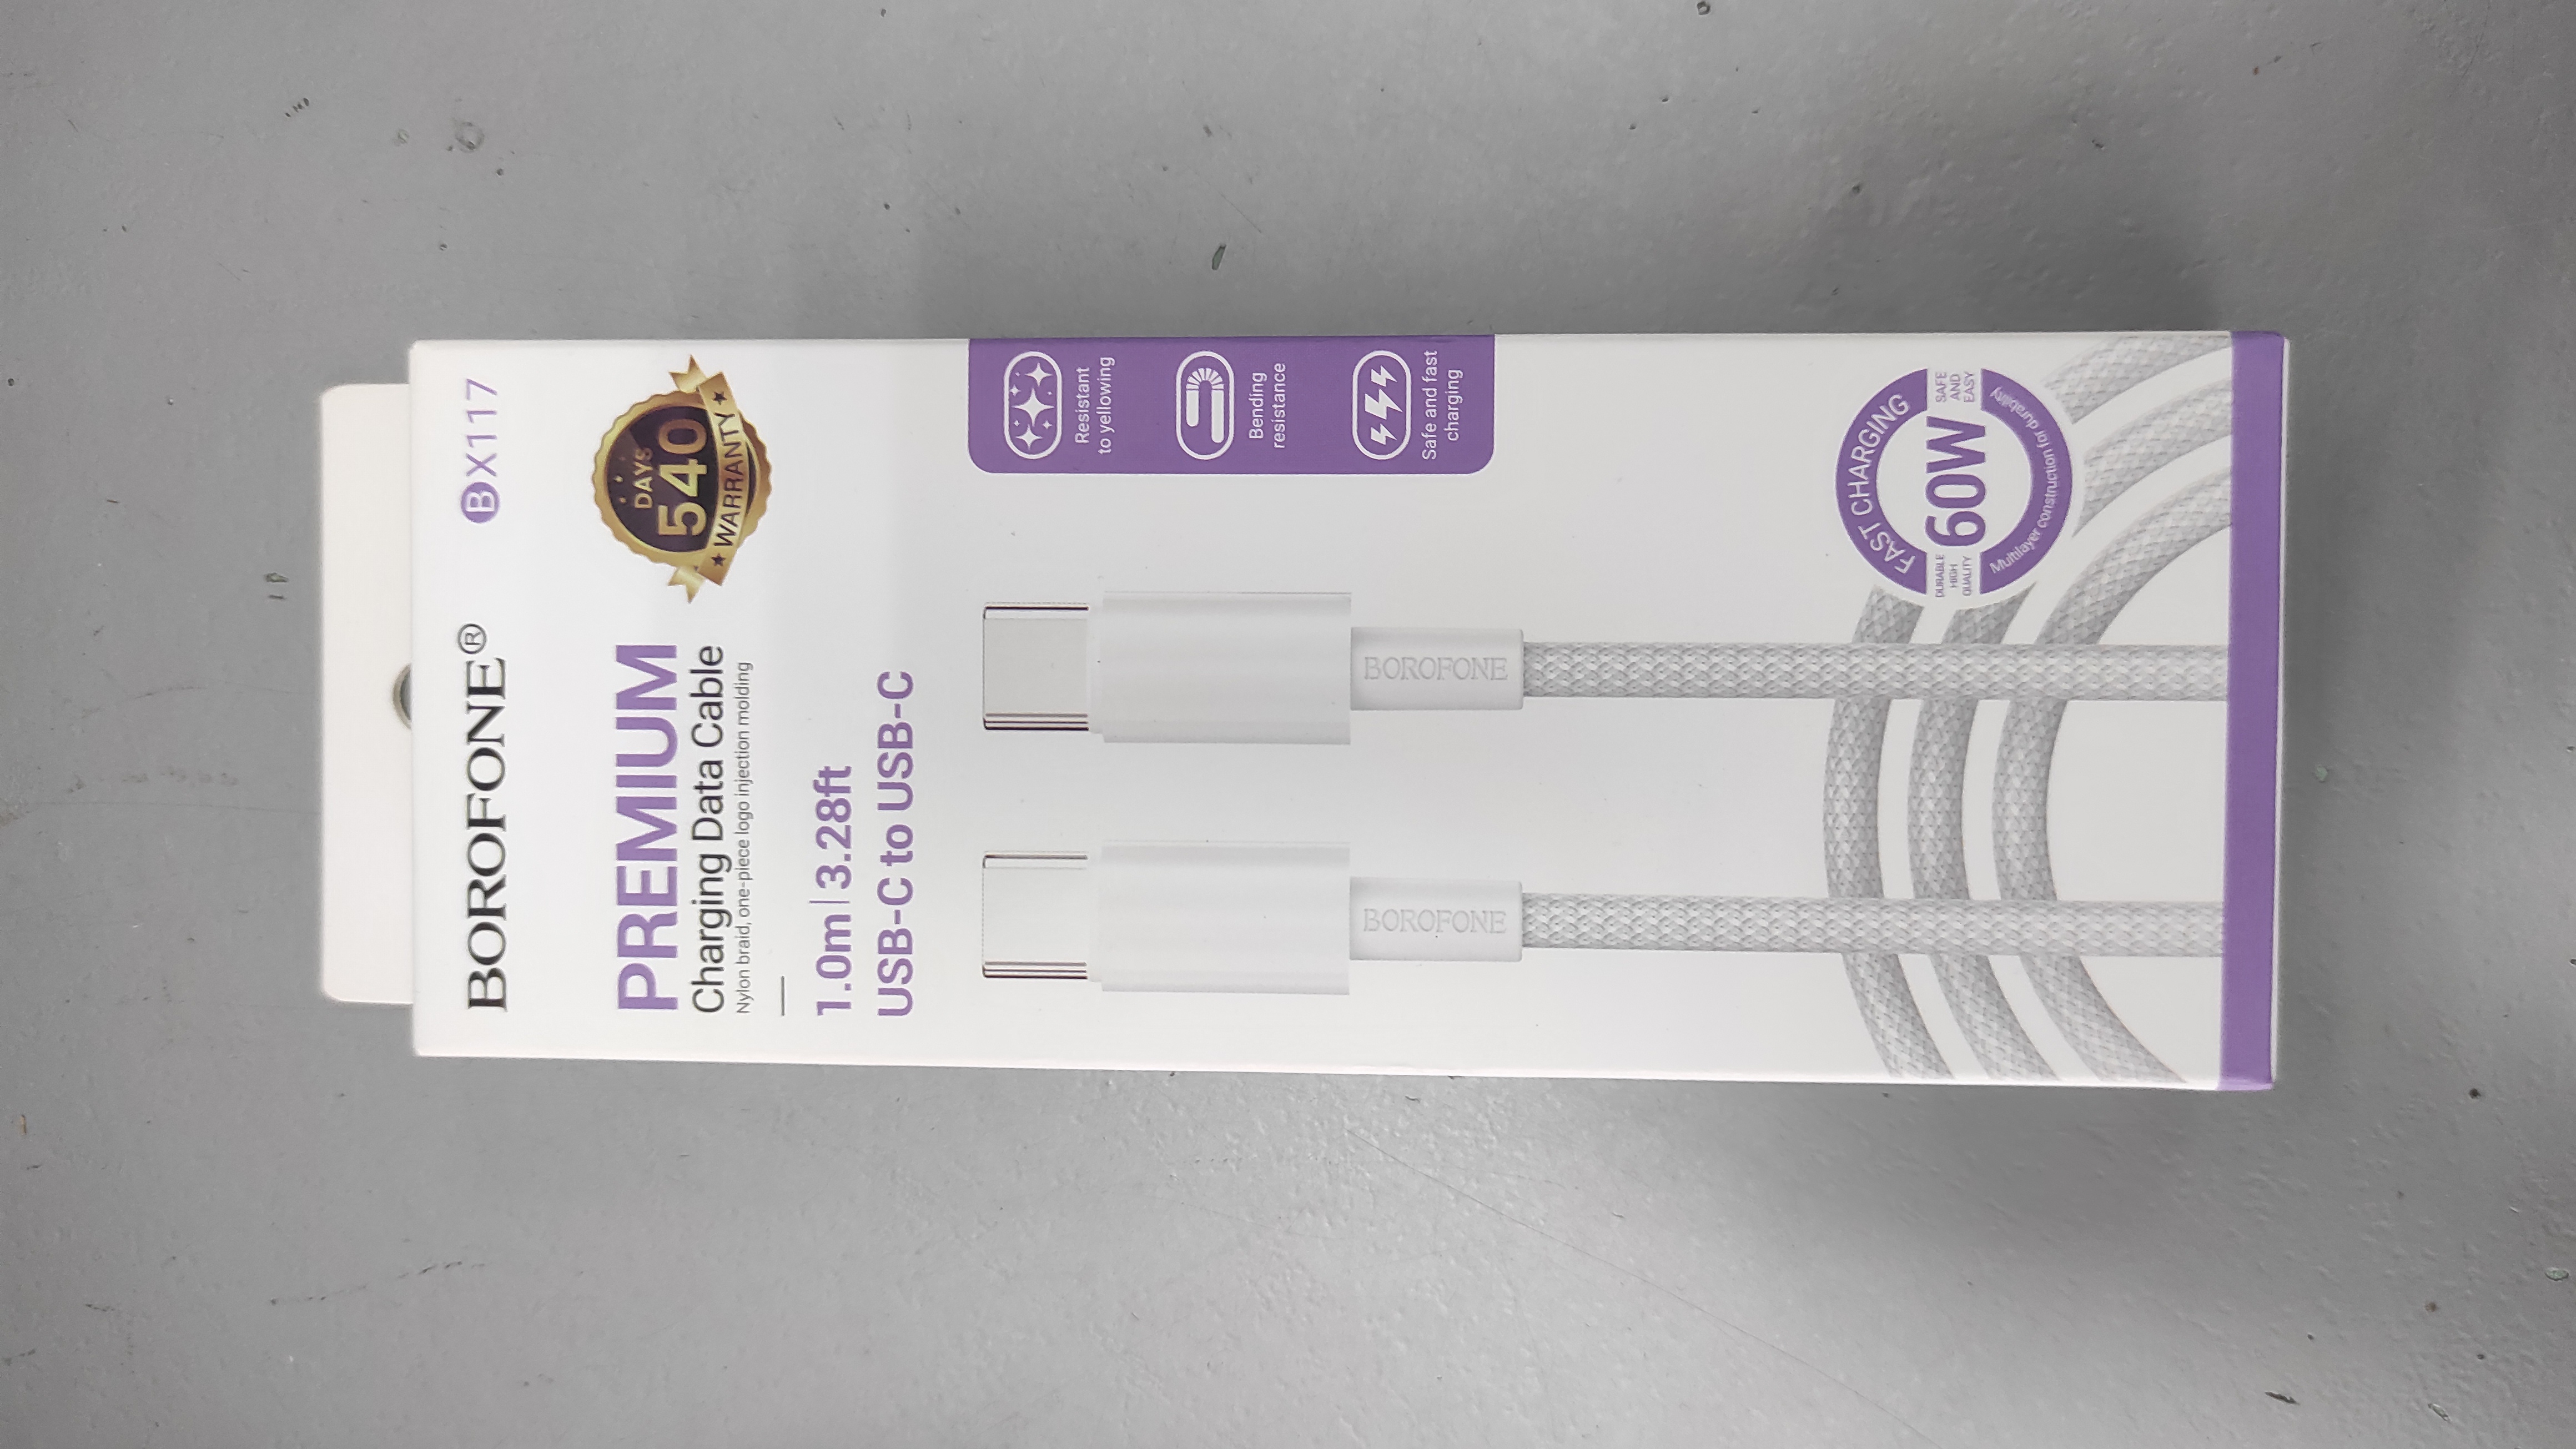 BOROFONE®
BX117
PREMIUM
Charging Data Cable
Nylon braid, one-piece logo injection molding
DAYS
540
WARRANTY
1.0m | 3.28ft
USB-C to USB-C
Resistant
to yellowing
Bending
resistance
Safe and fast
charging
BOROFONE
BOROFONE
FAST CHARGING
DURABLE
HIGH
QUALITY
60W
SAFE
AND
EASY
Multilayer construction for durability